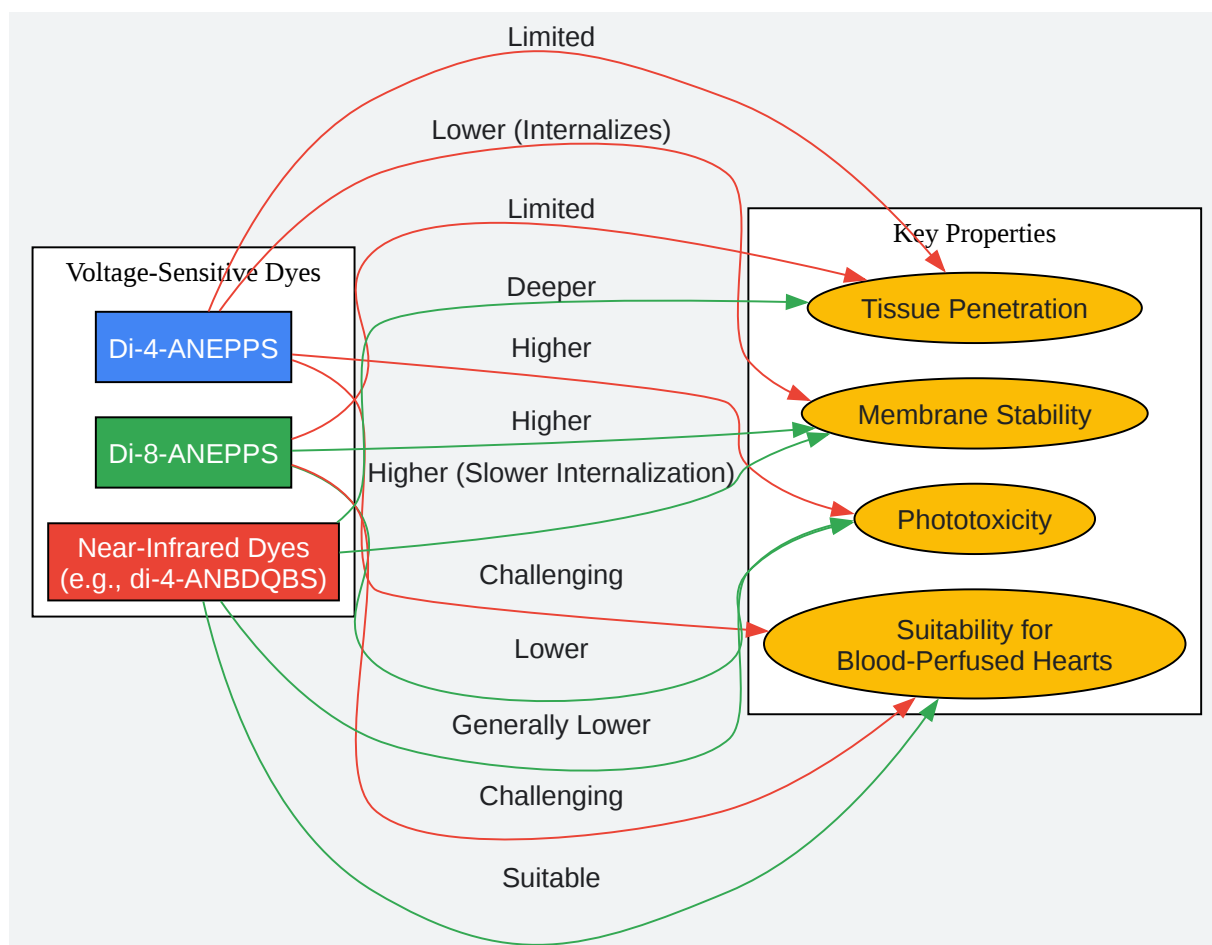 Limited
Lower (Internalizes)
Limited
Key Properties
Voltage-Sensitive Dyes
Deeper
Tissue Penetration
Di-4-ANEPPS
Higher
Higher
Membrane Stability
Di-8-ANEPPS
Higher (Slower Internalization)
Phototoxicity
Near-Infrared Dyes
(e.g., di-4-ANBDQBS)
Challenging
Suitability for
Blood-Perfused Hearts
Lower
Generally Lower
Challenging
Suitable